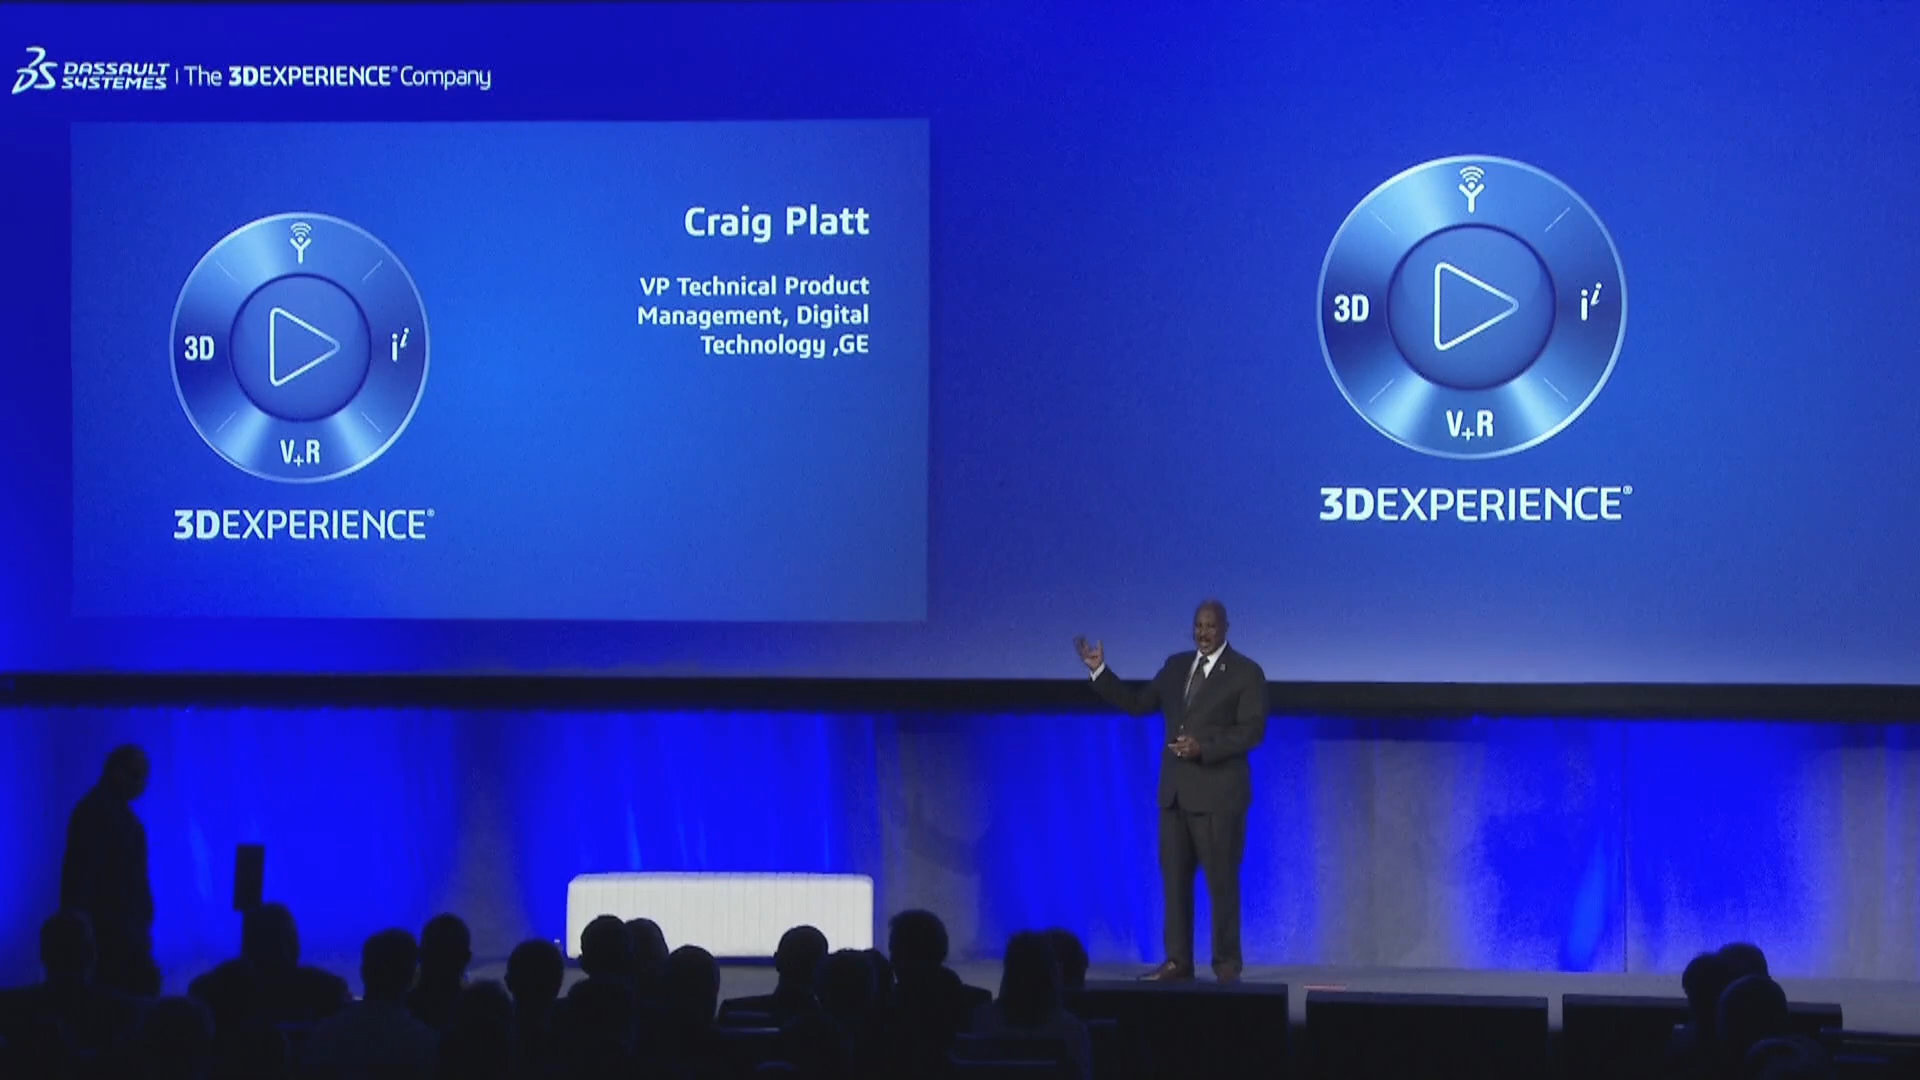 DASSAULT SYSTEMES | The 3DEXPERIENCE® Company
Craig Platt
VP Technical Product
Management, Digital
Technology ,GE
3D
i i
V+R
3DEXPERIENCE®
3D
i i
V+R
3DEXPERIENCE®